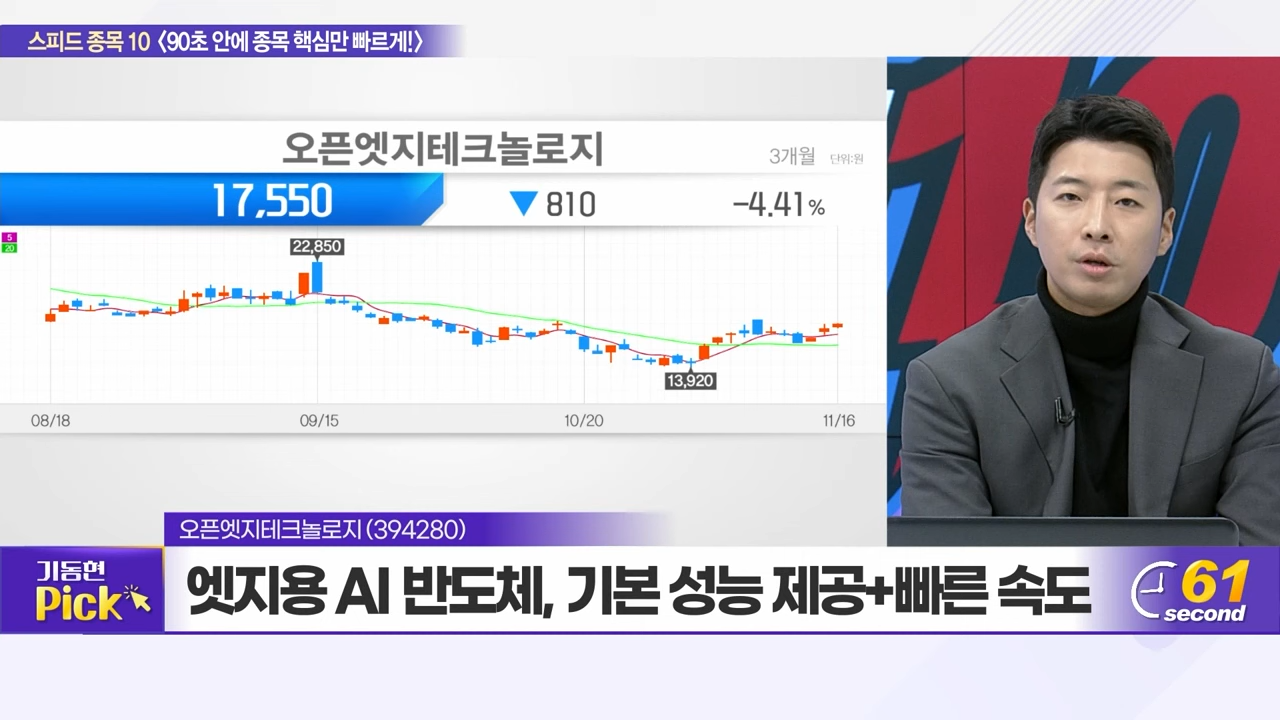 스피드 종목 10 〈90초 안에 종목 핵심만 빠르게!〉
오픈엣지테크놀로지
3개월 단위:원
17,550 ▼ 810 -4.41%
5
20
22,850
13,920
08/18 09/15 10/20 11/16
오픈엣지테크놀로지 (394280)
기동현
Pick
엣지용 AI 반도체, 기본 성능 제공+빠른 속도
61
second